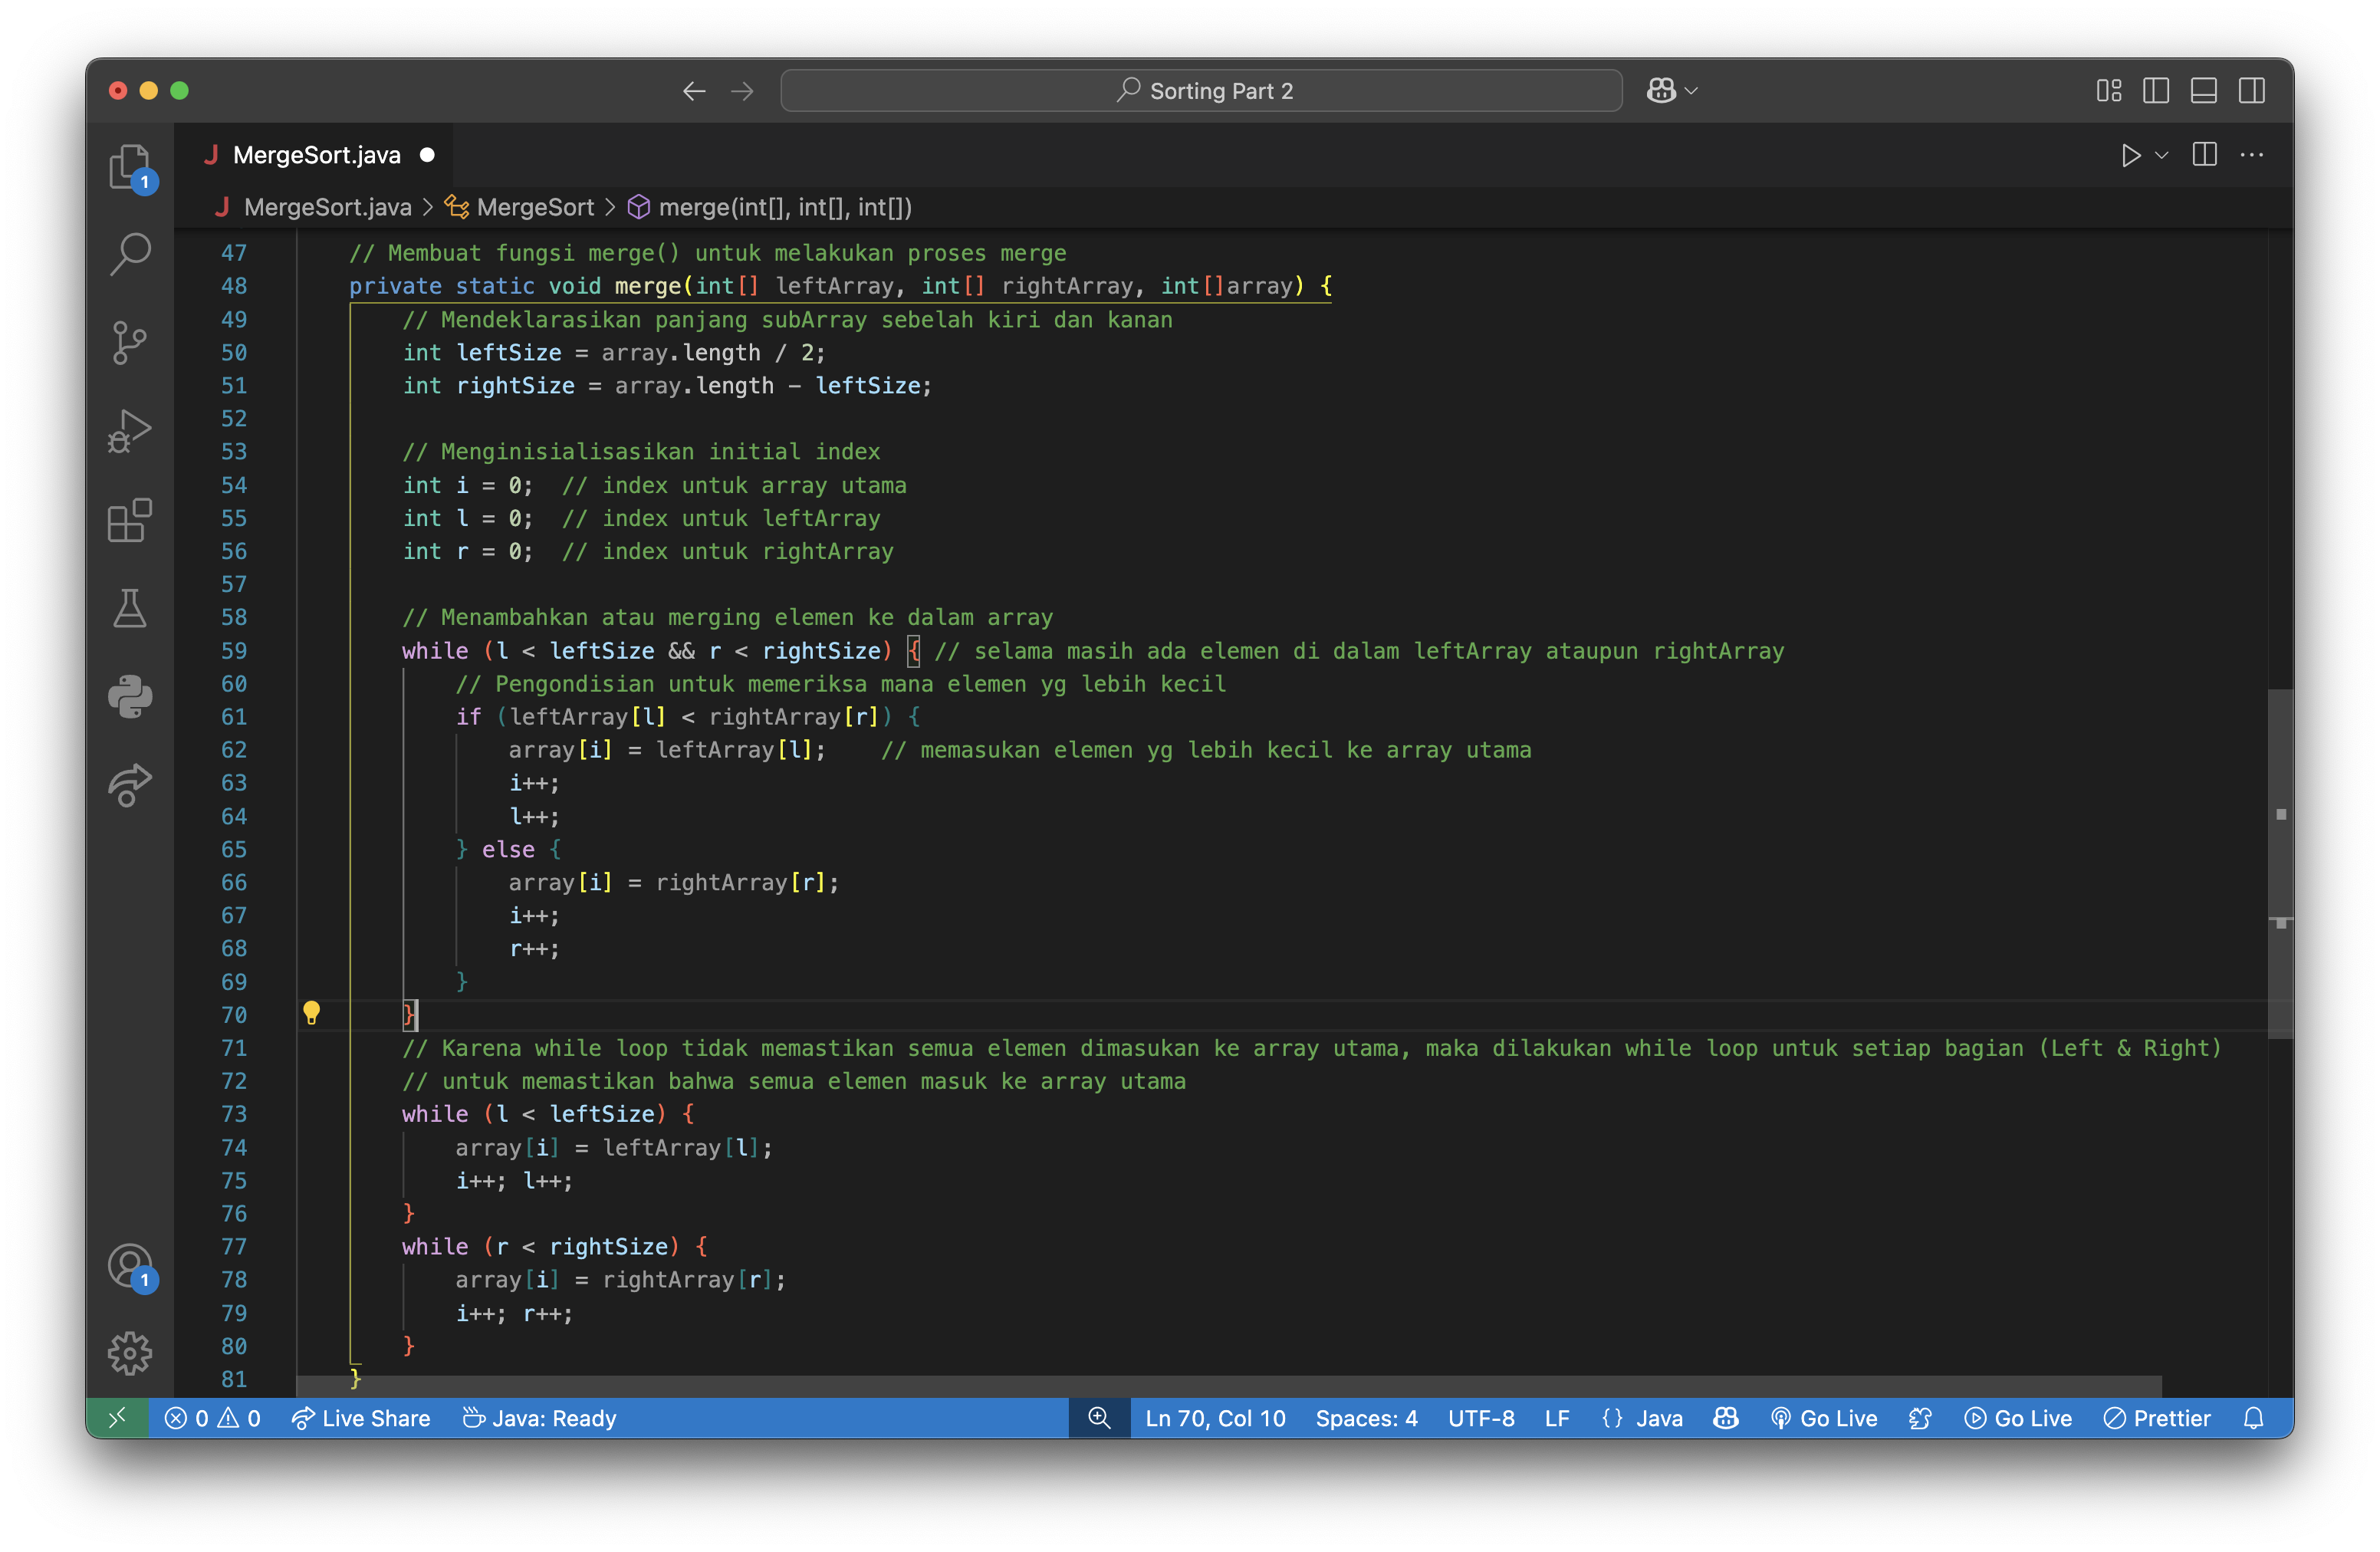 Sorting Part 2
MergeSort.java
MergeSort.java > MergeSort > merge(int[], int[], int[])
1
47 // Membuat fungsi merge() untuk melakukan proses merge
48 private static void merge(int[] leftArray, int[] rightArray, int[]array) {
49 // Mendeklarasikan panjang subArray sebelah kiri dan kanan
50 int leftSize = array.length / 2;
51 int rightSize = array.length - leftSize;
52
53 // Menginisialisasikan initial index
54 int i = 0;  // index untuk array utama
55 int l = 0;  // index untuk leftArray
56 int r = 0;  // index untuk rightArray
57
58 // Menambahkan atau merging elemen ke dalam array
59 while (l < leftSize && r < rightSize) { // selama masih ada elemen di dalam leftArray ataupun rightArray
60 // Pengondisian untuk memeriksa mana elemen yg lebih kecil
61 if (leftArray[l] < rightArray[r]) {
62 array[i] = leftArray[l];    // memasukan elemen yg lebih kecil ke array utama
63 i++;
64 l++;
65 } else {
66 array[i] = rightArray[r];
67 i++;
68 r++;
69 }
70 }
71 // Karena while loop tidak memastikan semua elemen dimasukan ke array utama, maka dilakukan while loop untuk setiap bagian (Left & Right)
72 // untuk memastikan bahwa semua elemen masuk ke array utama
73 while (l < leftSize) {
74 array[i] = leftArray[l];
75 i++; l++;
76 }
77 while (r < rightSize) {
78 array[i] = rightArray[r];
79 i++; r++;
80 }
81 }
1
0 0 Live Share Java: Ready Ln 70, Col 10 Spaces: 4 UTF-8 LF {} Java Go Live Go Live Prettier